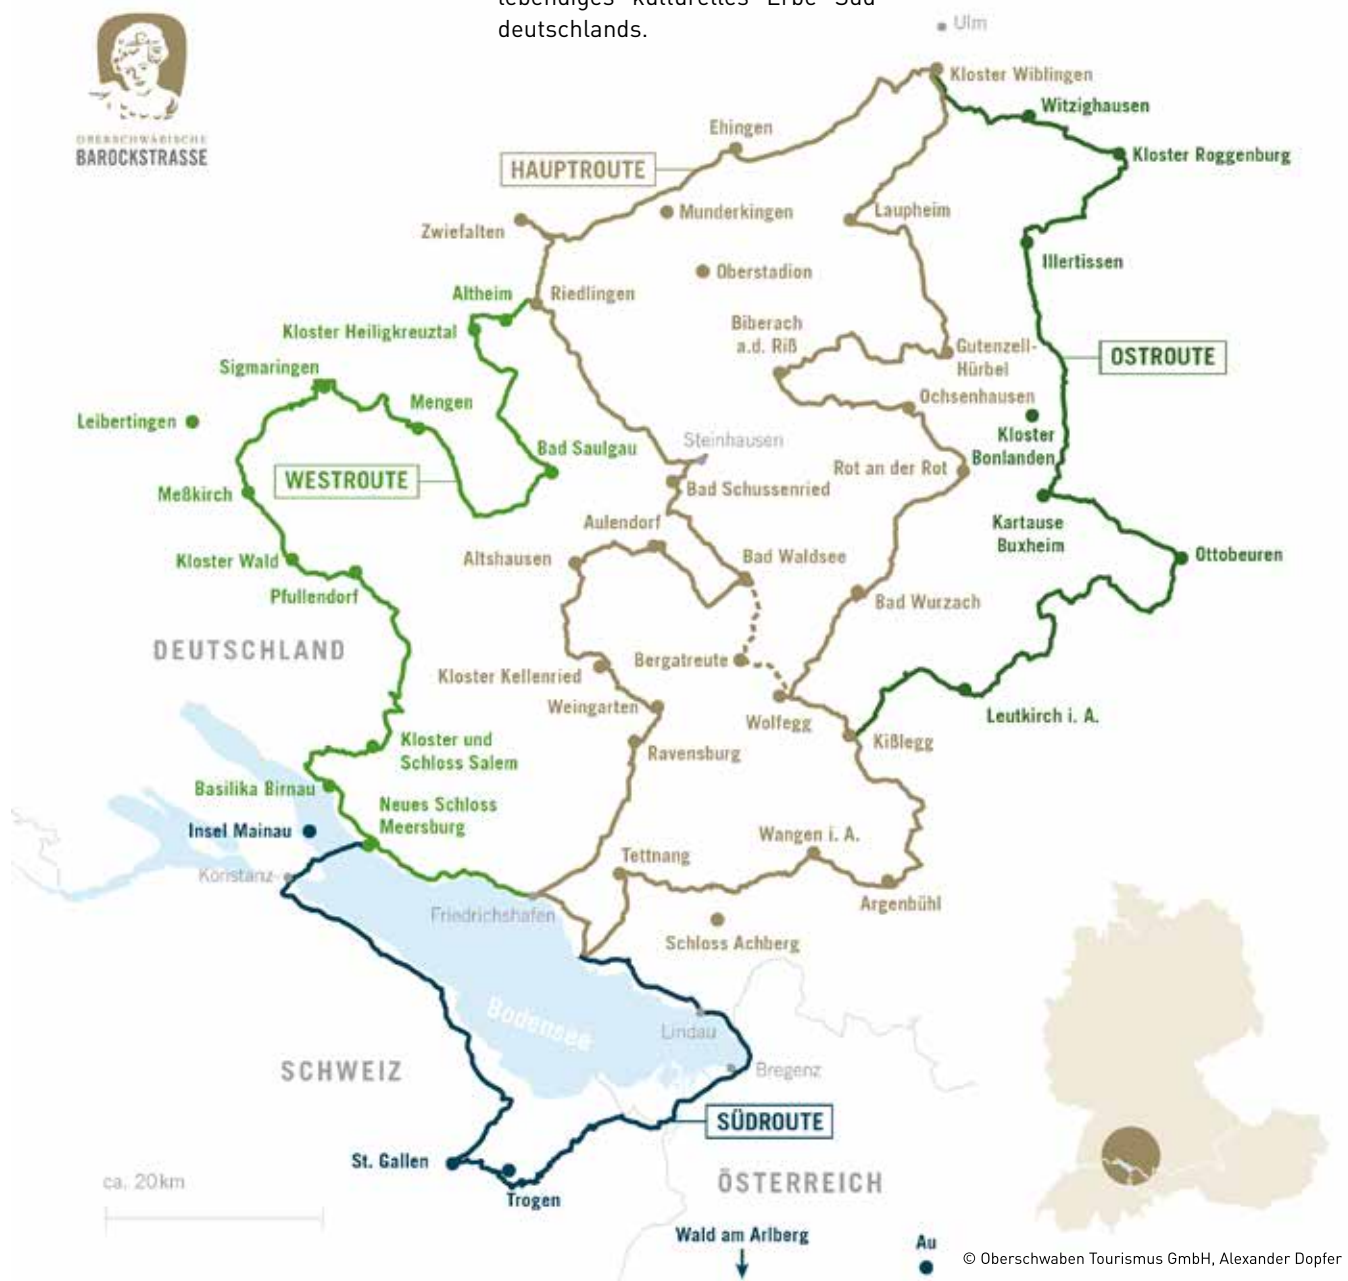 lebendiges kulturelles Erbe Süd-
deutschlands.
OBERSCHWÄBISCHE
BAROCKSTRASSE
Ulm
Kloster Wiblingen
Witzighausen
Kloster Roggenburg
Ehingen
HAUPTROUTE
Munderkingen
Laupheim
Zwiefalten
Illertissen
Oberstadion
Altheim
Riedlingen
Kloster Heiligkreuztal
Biberach
a.d. Riß
Gutenzell-
Hürbel
OSTROUTE
Sigmaringen
Mengen
Ochsenhausen
Leibertingen
Kloster
Bonlanden
Steinhausen
Bad Saulgau
Rot an der Rot
WESTROUTE
Meßkirch
Bad Schussenried
Aulendorf
Kartause
Buxheim
Altshausen
Bad Waldsee
Ottobeuren
Kloster Wald
Pfullendorf
Bad Wurzach
DEUTSCHLAND
Bergatreute
Kloster Kellenried
Weingarten
Wolfegg
Leutkirch i. A.
Kißlegg
Kloster und
Schloss Salem
Ravensburg
Basilika Birnau
Neues Schloss
Meersburg
Insel Mainau
Wangen i. A.
Tettnang
Konstanz
Argenbühl
Friedrichshafen
Schloss Achberg
Bodensee
Lindau
SCHWEIZ
Bregenz
SÜDROUTE
St. Gallen
Trogen
ÖSTERREICH
ca. 20km
Wald am Arlberg
Au
© Oberschwaben Tourismus GmbH, Alexander Dopfer